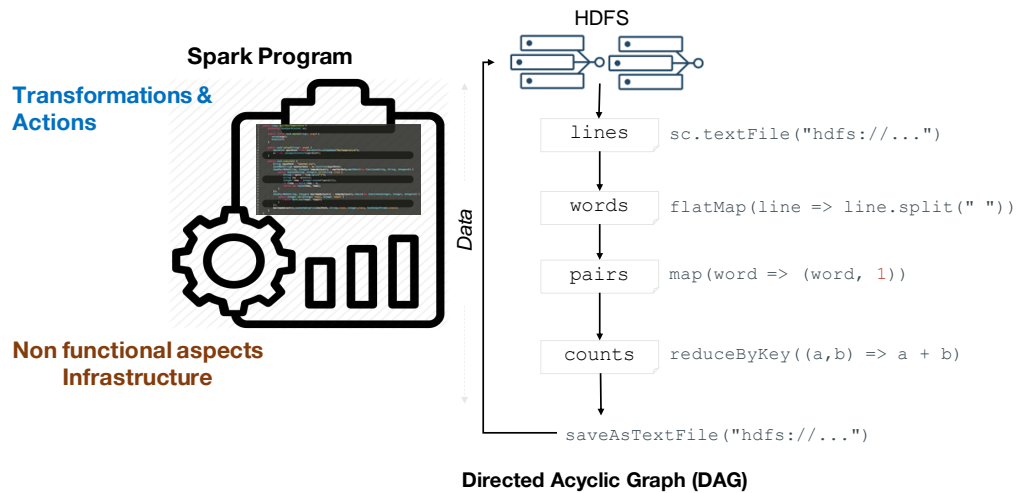 HDFS
Spark Program
Transformations &
Actions
Data
lines sc.textFile("hdfs://...")
words flatMap(line => line.split(" "))
pairs map(word => (word, 1))
Non functional aspects
Infrastructure
counts reduceByKey((a,b) => a + b)
saveAsTextFile("hdfs://...")
Directed Acyclic Graph (DAG)